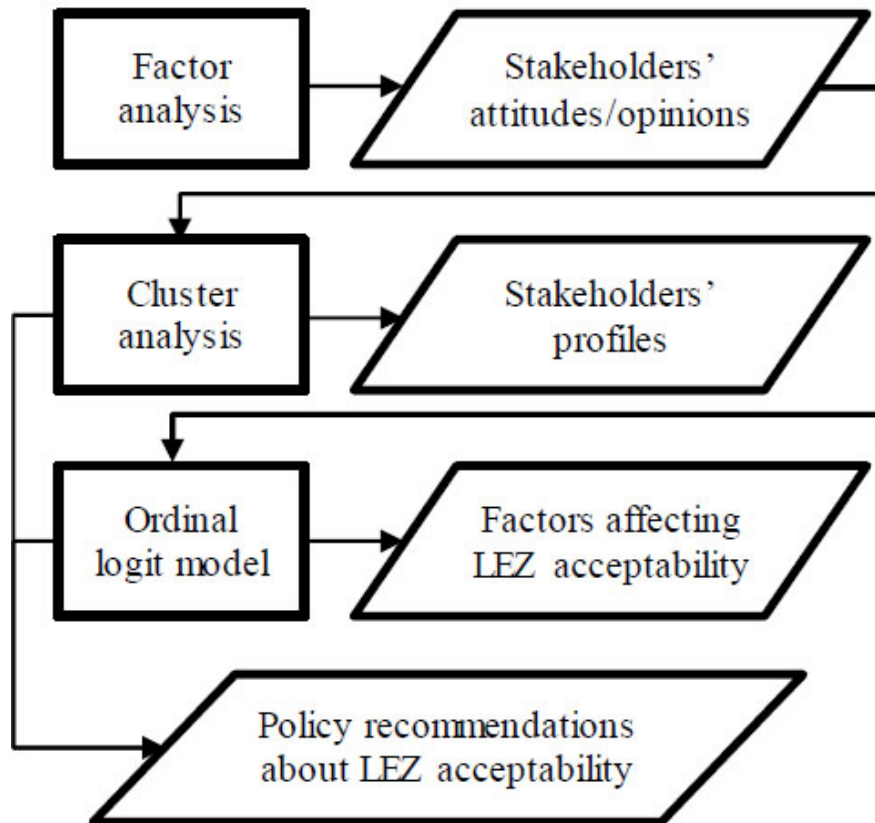 Factor
analysis
Stakeholders’
attitudes/opinions
Cluster
analysis
Stakeholders’
profiles
Ordinal
logit model
Factors affecting
LEZ acceptability
Policy recommendations
about LEZ acceptability